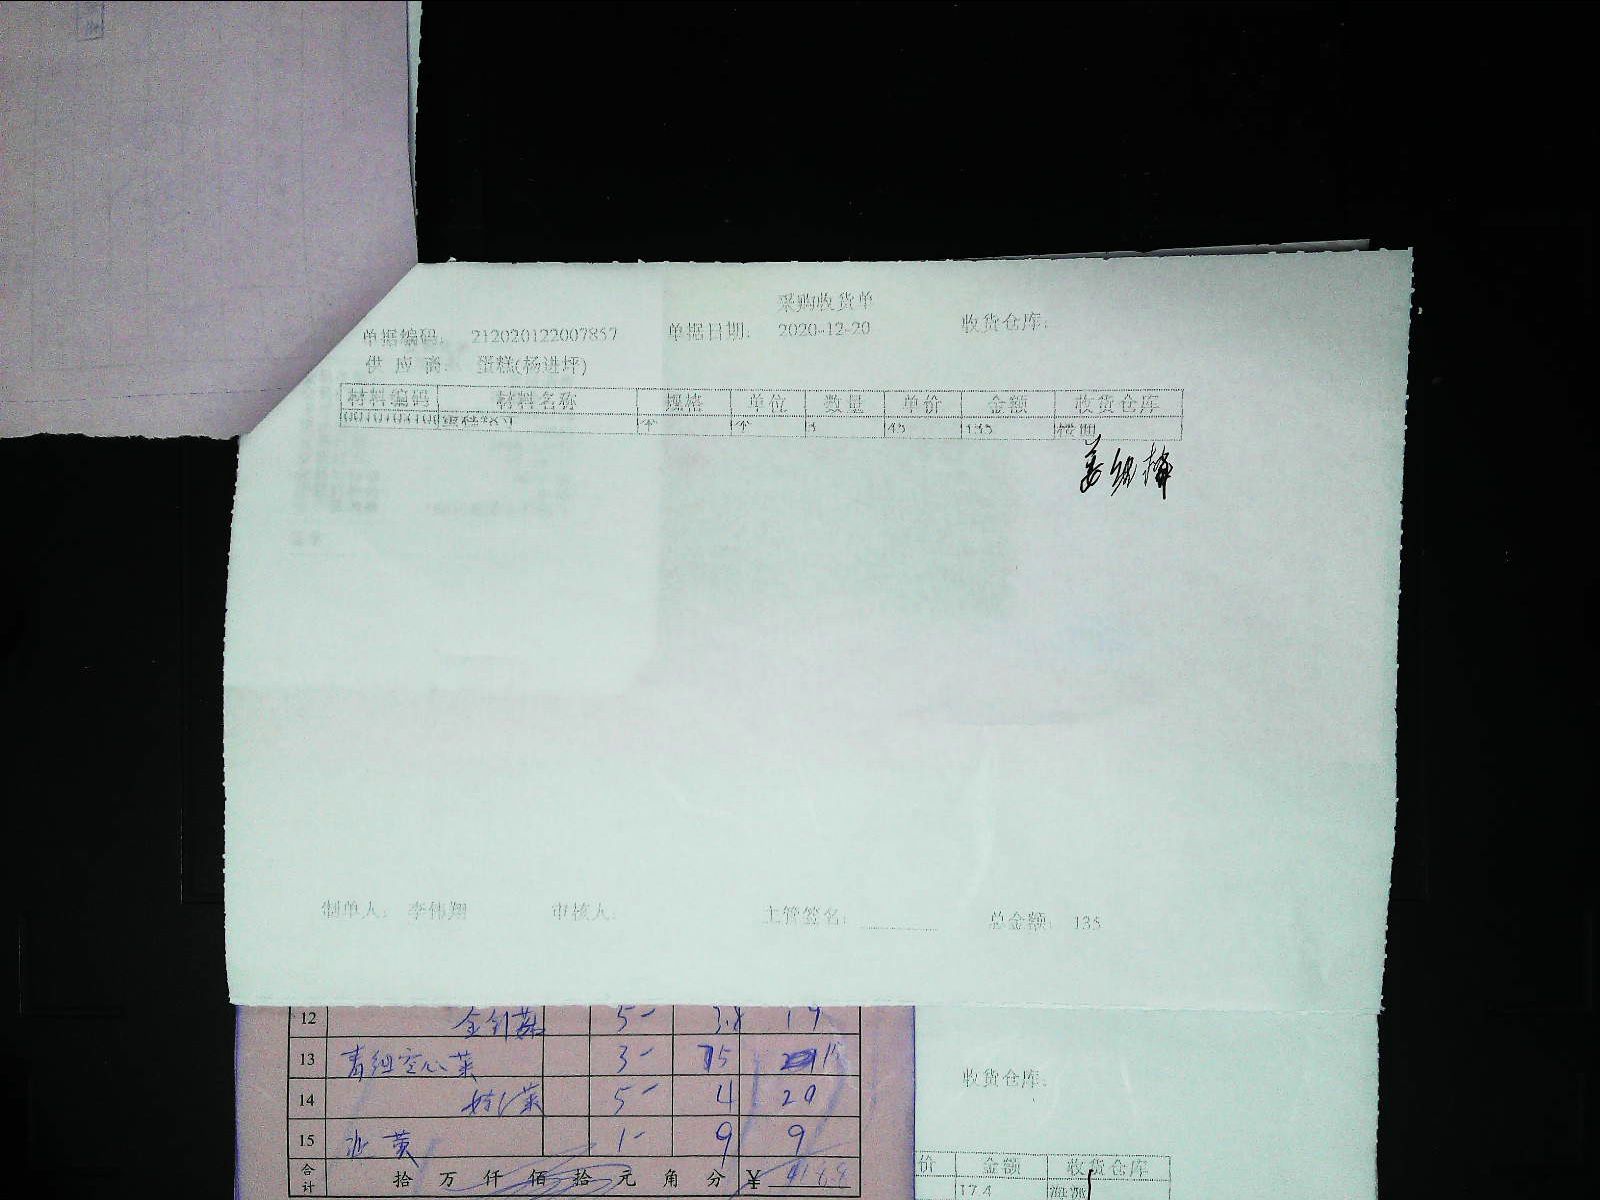 采购收货单
单据编码： 212020122007857 单据日期： 2020-12-20 收货仓库：
供 应 商： 蛋糕(杨进坪)
材料编码 材料名称 规格 单位 数量 单价 金额 收货仓库
个 个 3 45 135
制单人： 李伟翔 审核人： 主管签名： 总金额： 135
12 金针菇 5- 3.8 19
13 青细空心菜 3- 5 15
14 5- 4 20
15 1- 9 9
合计 拾 万 仟 佰 拾 元 角 分 ¥
收货仓库：
价 金额 收货仓库
17.4